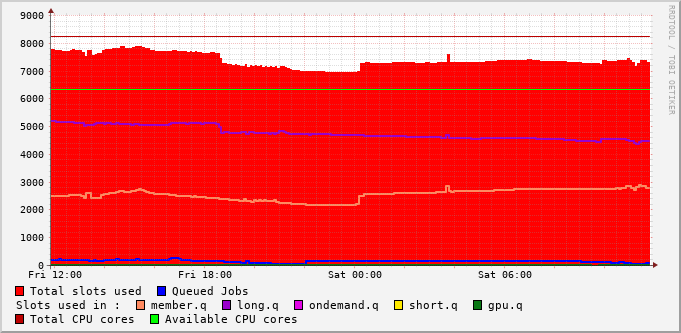 9000
8000
7000
6000
5000
4000
3000
2000
1000
0
Fri 12:00 Fri 18:00 Sat 00:00 Sat 06:00
RRDTOOL / TOBI OETIKER
Total slots used Queued Jobs
Slots used in : member.q long.q ondemand.q short.q gpu.q
Total CPU cores Available CPU cores